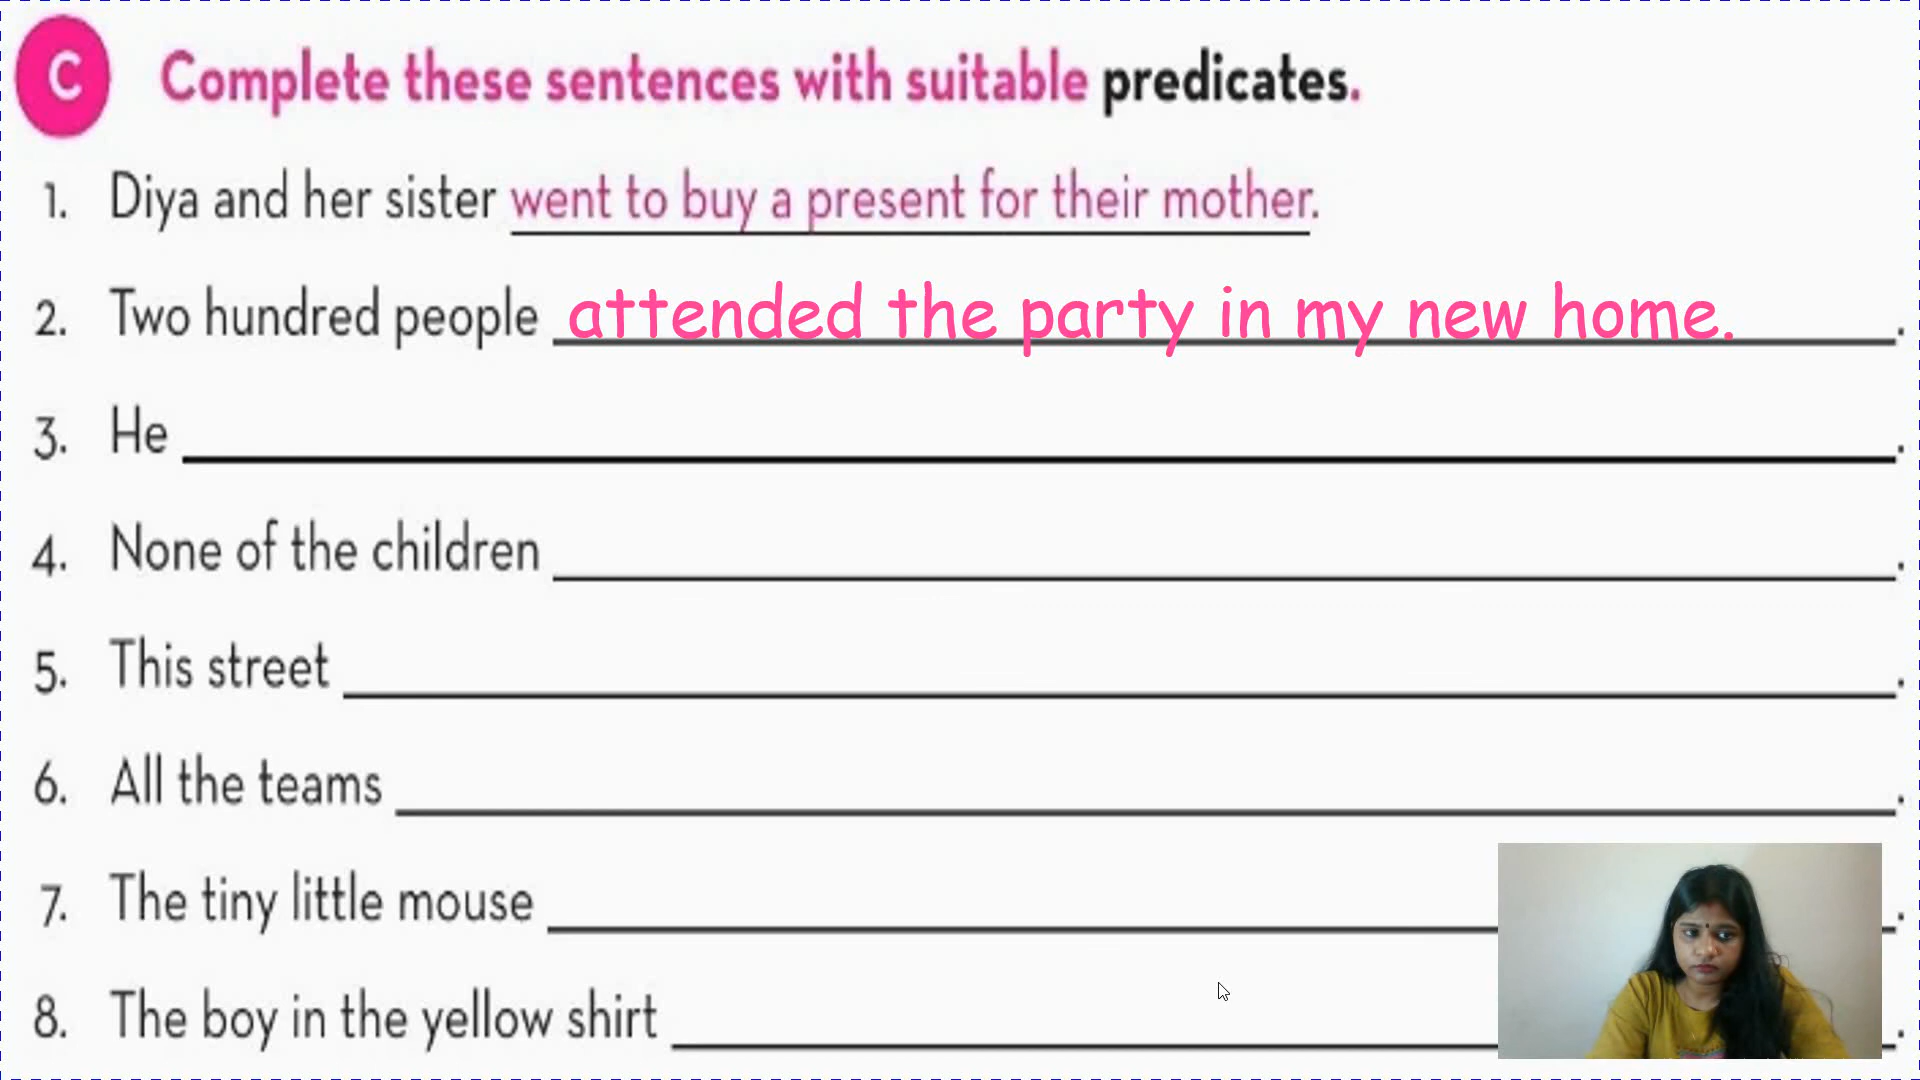 C Complete these sentences with suitable predicates.
1. Diya and her sister went to buy a present for their mother.
2. Two hundred people attended the party in my new home. .
3. He .
4. None of the children .
5. This street .
6. All the teams .
7. The tiny little mouse .
8. The boy in the yellow shirt .